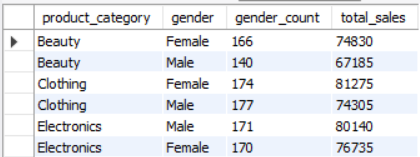 product_category gender gender_count total_sales
Beauty Female 166 74830
Beauty Male 140 67185
Clothing Female 174 81275
Clothing Male 177 74305
Electronics Male 171 80140
Electronics Female 170 76735